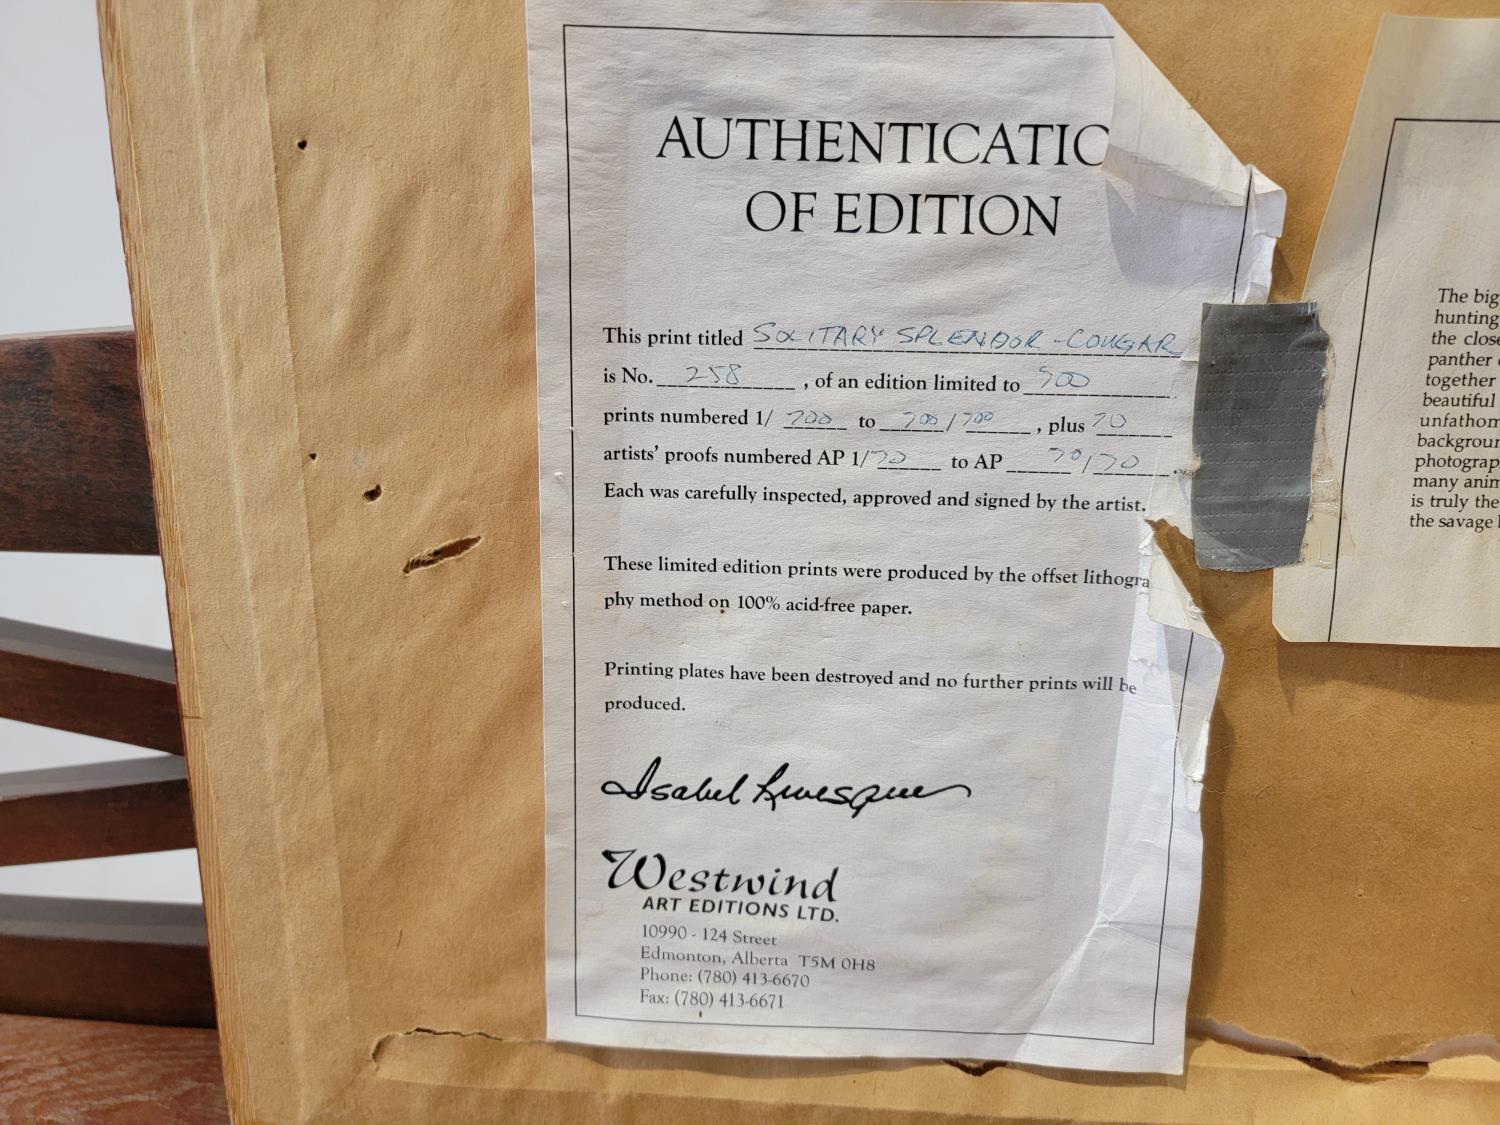 AUTHENTICATIO
OF EDITION
This print titled SOLITARY SPLENDOR - COUGAR
is No. 258, of an edition limited to 700
prints numbered 1/ 700 to 700/700, plus 70
artists' proofs numbered AP 1/70 to AP 70/70.
Each was carefully inspected, approved and signed by the artist.
These limited edition prints were produced by the offset lithogra
phy method on 100% acid-free paper.
Printing plates have been destroyed and no further prints will be
produced.
Isabel
Westwind
ART EDITIONS LTD.
10990 - 124 Street
Edmonton, Alberta T5M 0H8
Phone: (780) 413-6670
Fax: (780) 413-6671
The big
hunting
the close
panther
together
beautiful
unfathom
backgroun
photograp
many anim
is truly the
the savage